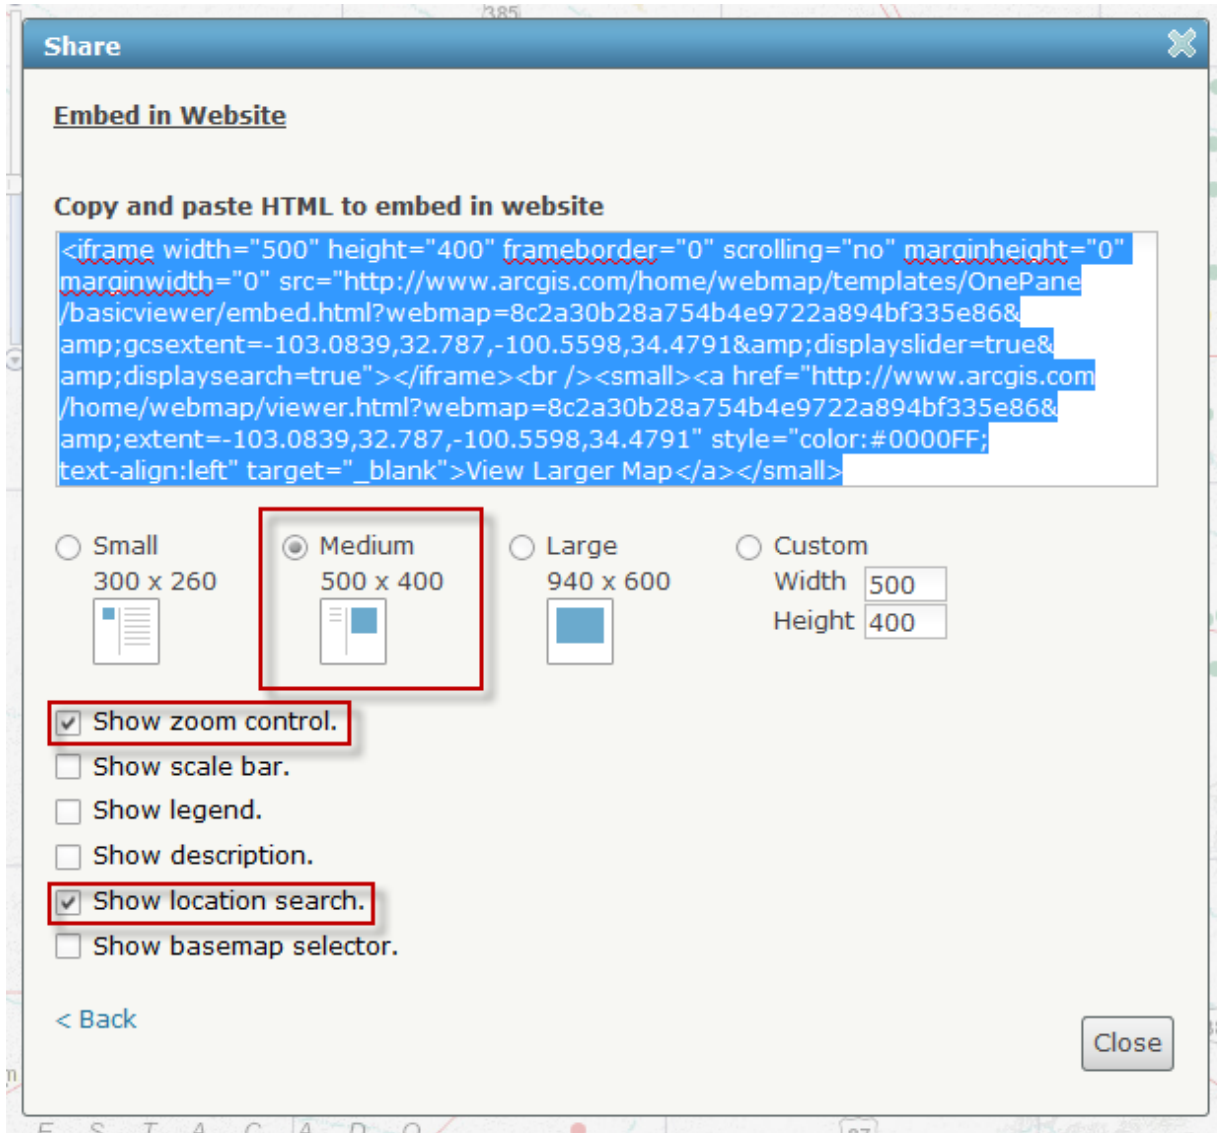 385
Share
Embed in Website
Copy and paste HTML to embed in website
<iframe width="500" height="400" frameborder="0" scrolling="no" marginheight="0"
marginwidth="0" src="http://www.arcgis.com/home/webmap/templates/OnePane
/basicviewer/embed.html?webmap=8c2a30b28a754b4e9722a894bf335e86&
amp;gcsextent=-103.0839,32.787,-100.5598,34.4791&amp;displayslider=true&
amp;displaysearch=true"></iframe><br /><small><a href="http://www.arcgis.com
/home/webmap/viewer.html?webmap=8c2a30b28a754b4e9722a894bf335e86&
amp;extent=-103.0839,32.787,-100.5598,34.4791" style="color:#0000FF;
text-align:left" target="_blank">View Larger Map</a></small>
Small Medium Large Custom
300 x 260 500 x 400 940 x 600 Width 500
Height 400
Show zoom control.
Show scale bar.
Show legend.
Show description.
Show location search.
Show basemap selector.
< Back
Close
E S T A C A D O